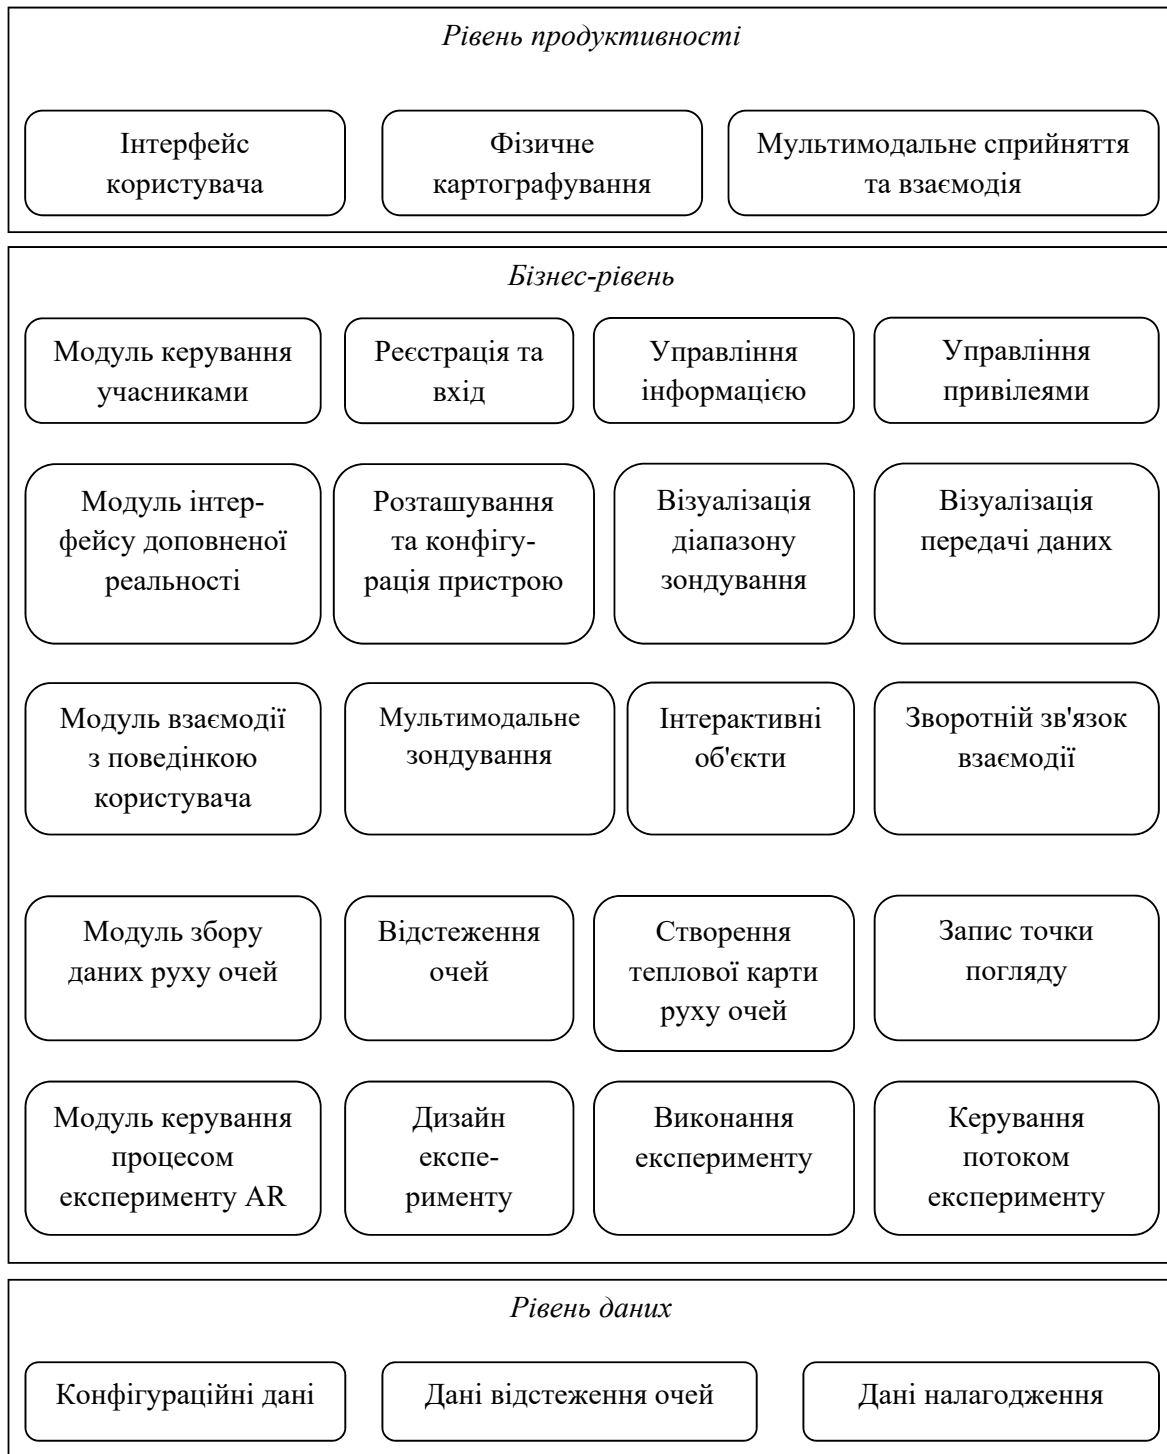 Рівень продуктивності
Інтерфейс
користувача
Фізичне
картографування
Мультимодальне сприйняття
та взаємодія
Бізнес-рівень
Модуль керування
учасниками
Реєстрація та
вхід
Управління
інформацією
Управління
привілеями
Модуль інтер-
фейсу доповненої
реальності
Розташування
та конфігу-
рація пристрою
Візуалізація
діапазону
зондування
Візуалізація
передачі даних
Модуль взаємодії
з поведінкою
користувача
Мультимодальне
зондування
Інтерактивні
об'єкти
Зворотній зв'язок
взаємодії
Модуль збору
даних руху очей
Відстеження
очей
Створення
теплової карти
руху очей
Запис точки
погляду
Модуль керування
процесом
експерименту AR
Дизайн
експе-
рименту
Виконання
експерименту
Керування
потоком
експерименту
Рівень даних
Конфігураційні дані
Дані відстеження очей
Дані налагодження